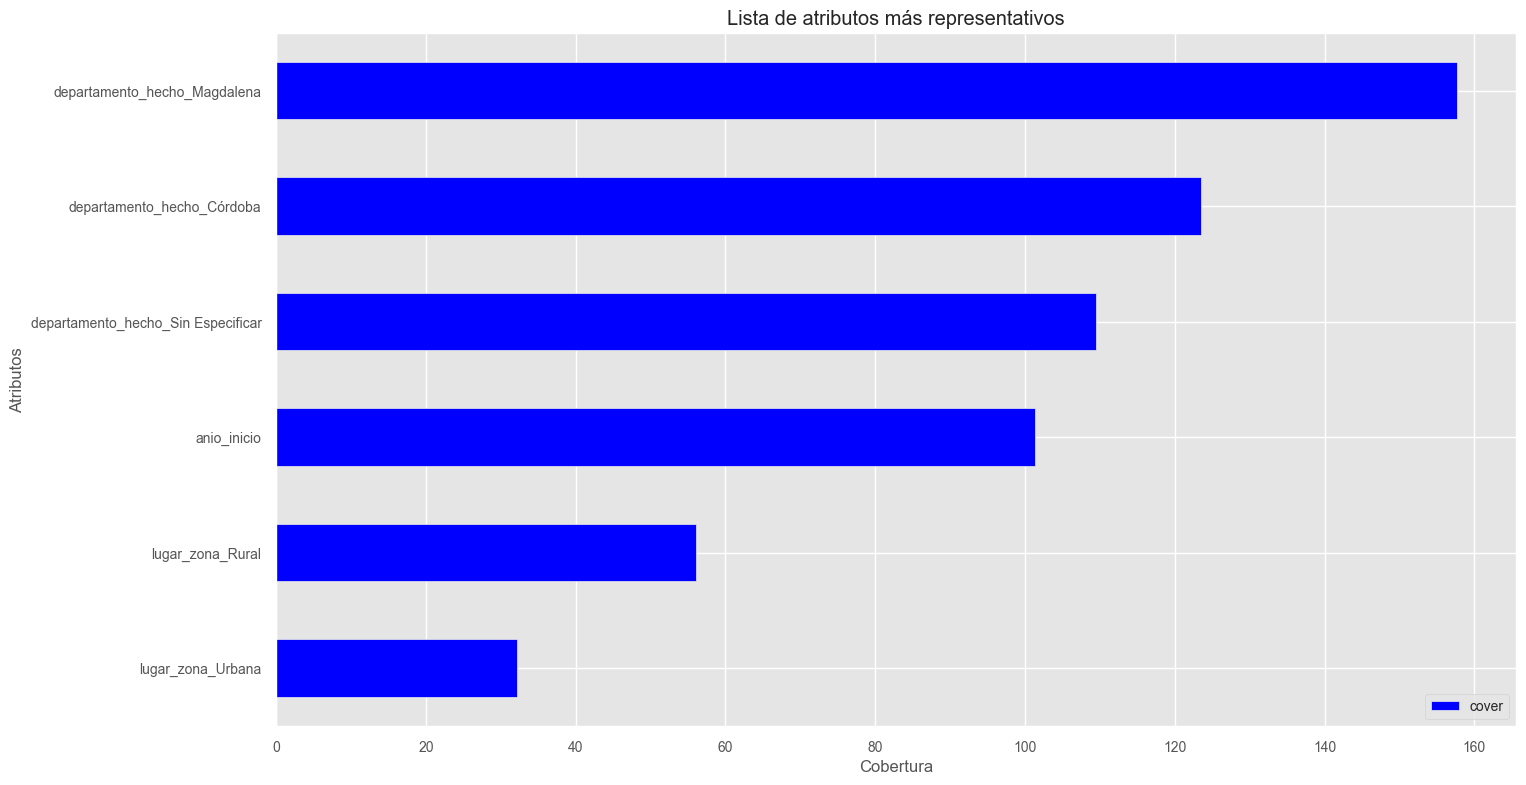 Lista de atributos más representativos
departamento_hecho_Magdalena
departamento_hecho_Córdoba
departamento_hecho_Sin Especificar
anio_inicio
lugar_zona_Rural
lugar_zona_Urbana
Atributos
cover
0 20 40 60 80 100 120 140 160
Cobertura